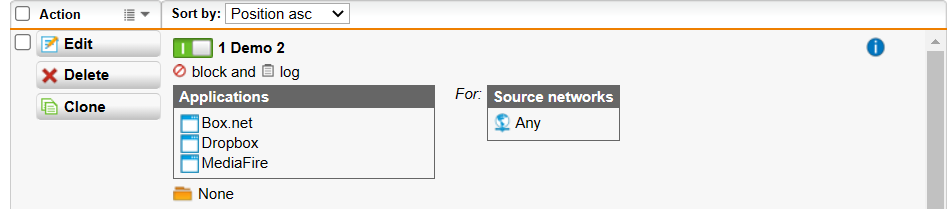 Action Sort by: Position asc
Edit 1 Demo 2
Delete block and log
Clone Applications For: Source networks
Box.net Any
Dropbox
MediaFire
None